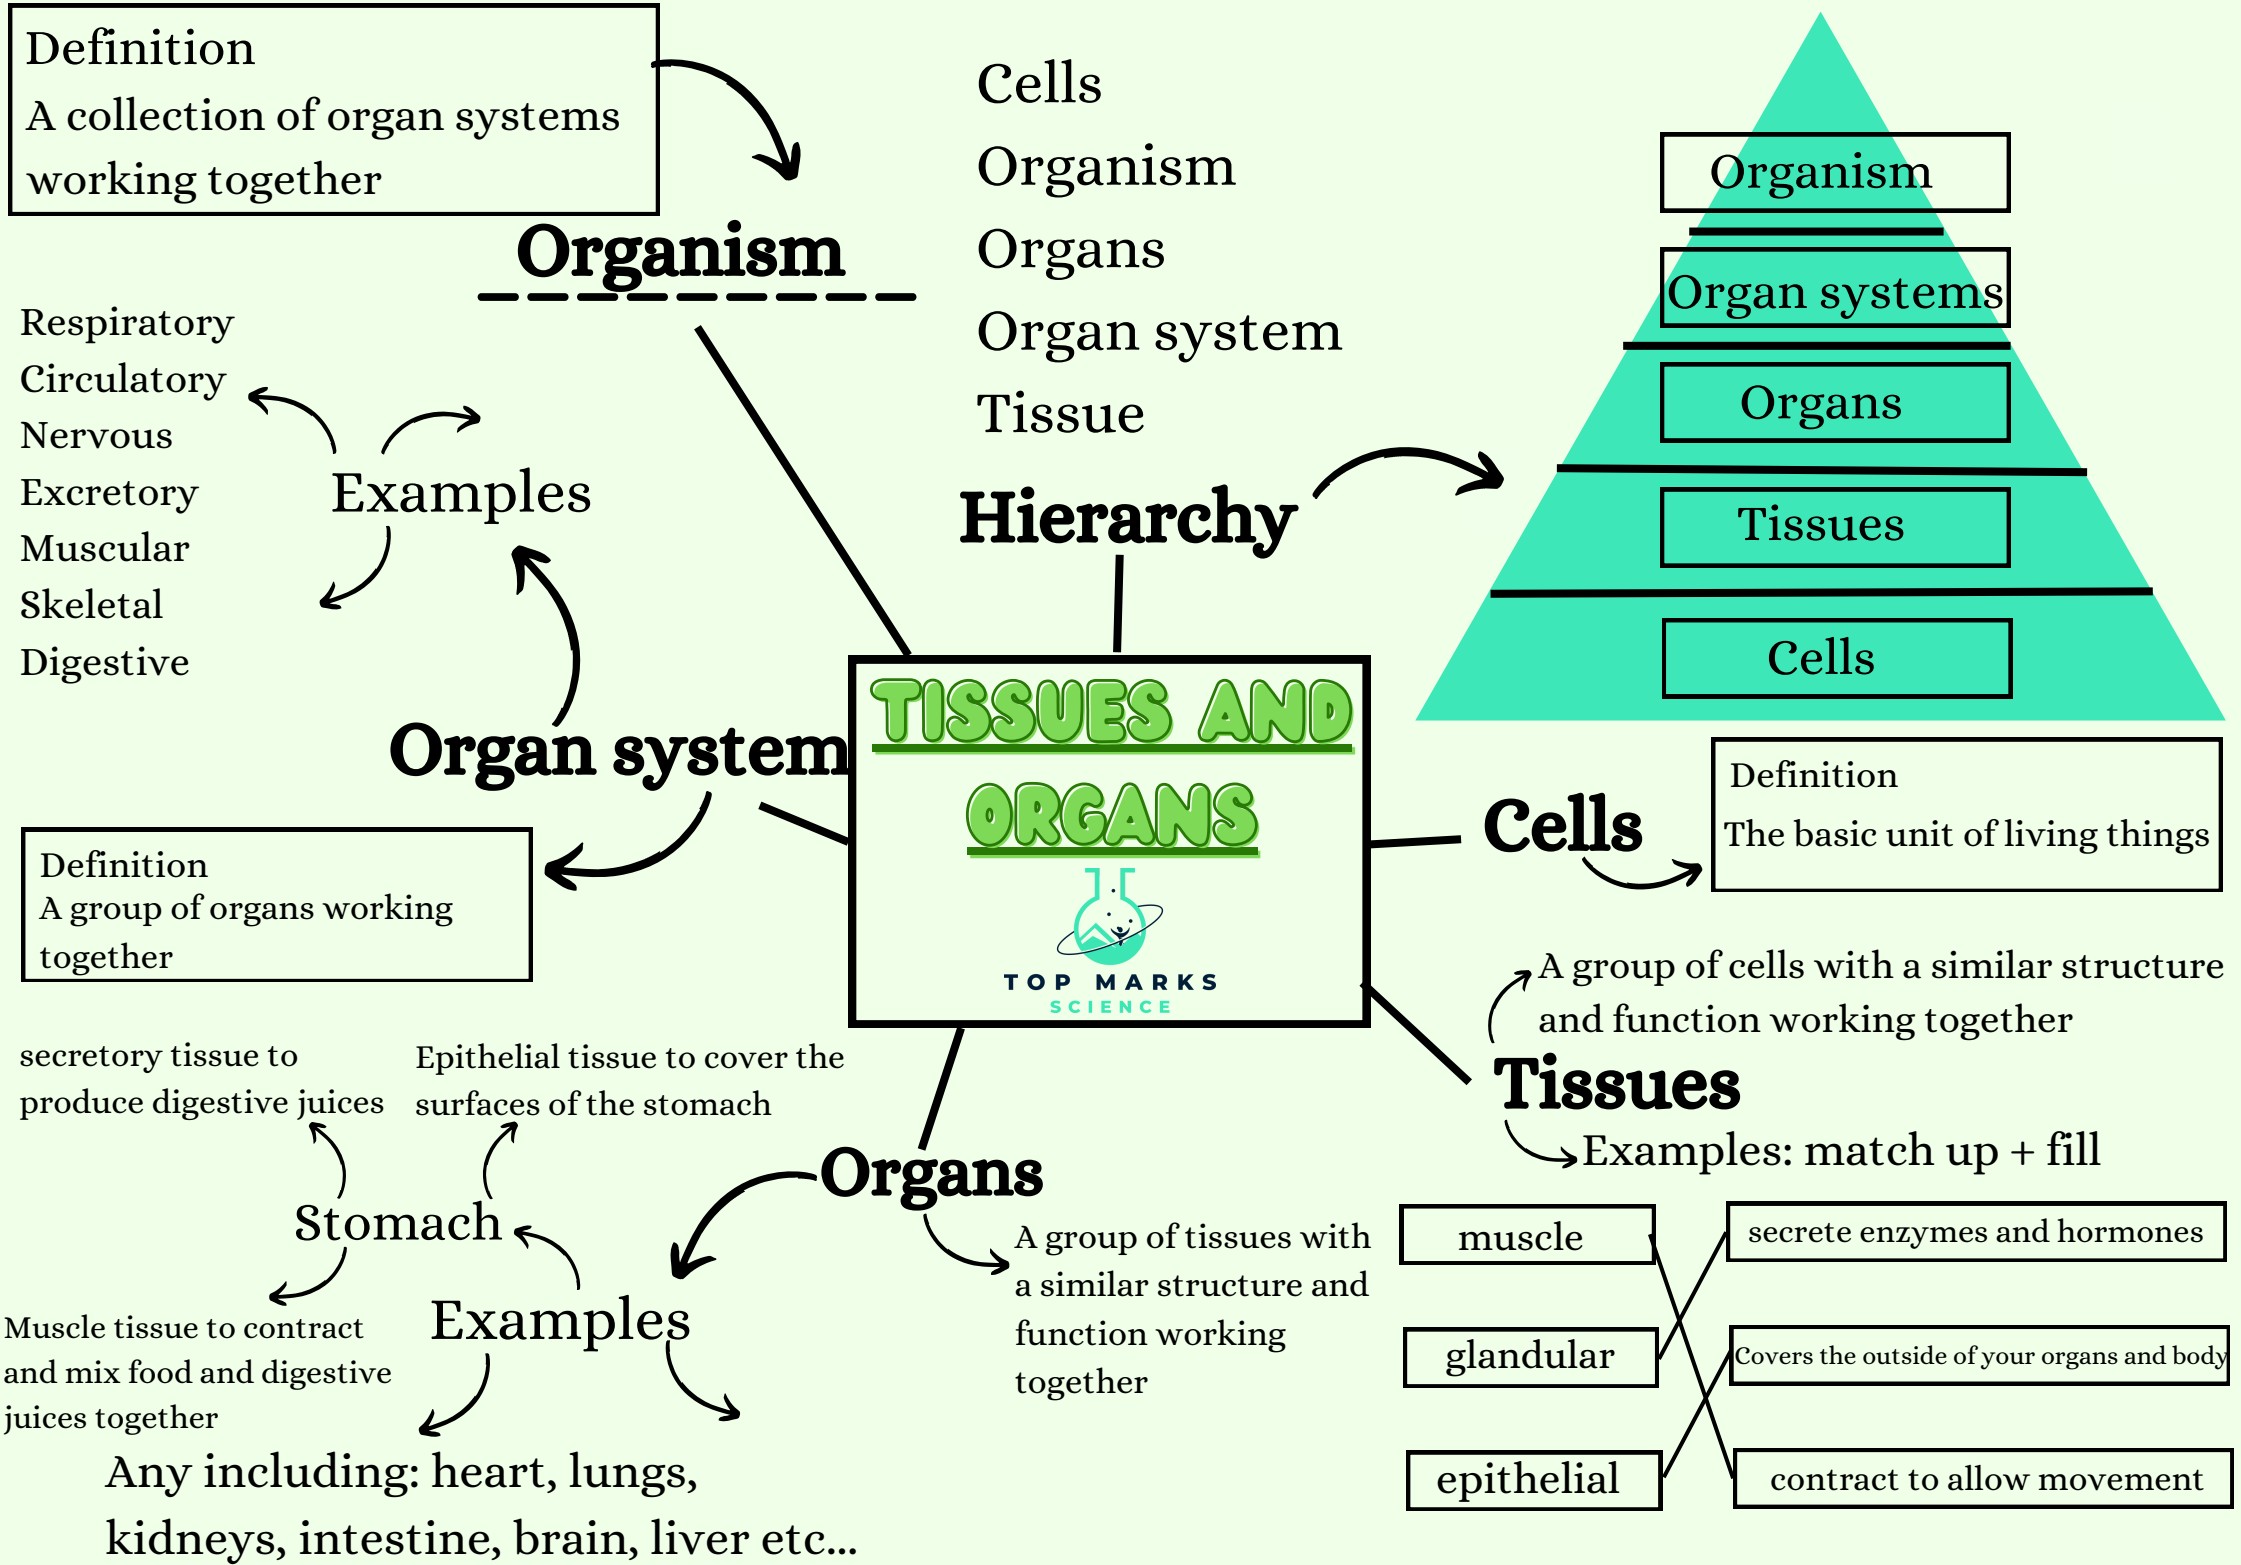 Definition
A collection of organ systems
working together
Organism
Respiratory
Circulatory
Nervous
Excretory
Muscular
Skeletal
Digestive
Examples
Organ system
Definition
A group of organs working
together
Cells
Organism
Organs
Organ system
Tissue
Hierarchy
Organism
Organ systems
Organs
Tissues
Cells
TISSUES AND
ORGANS
TOP MARKS
SCIENCE
Cells
Definition
The basic unit of living things
A group of cells with a similar structure
and function working together
Tissues
Examples: match up + fill
muscle
glandular
epithelial
secrete enzymes and hormones
Covers the outside of your organs and body
contract to allow movement
Organs
A group of tissues with
a similar structure and
function working
together
secretory tissue to
produce digestive juices
Epithelial tissue to cover the
surfaces of the stomach
Stomach
Muscle tissue to contract
and mix food and digestive
juices together
Examples
Any including: heart, lungs,
kidneys, intestine, brain, liver etc...